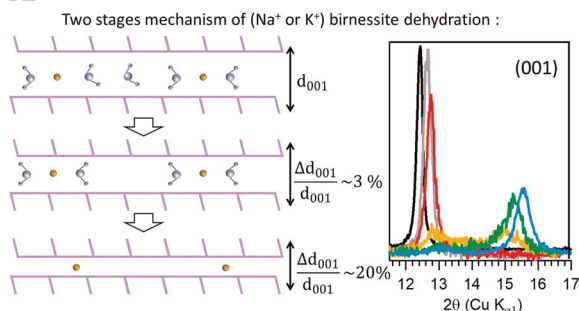 Two stages mechanism of (Na⁺ or K⁺) birnessite dehydration :
d₀₀₁
Δd₀₀₁
d₀₀₁
~3 %
Δd₀₀₁
d₀₀₁
~20%
(001)
12 13 14 15 16 17
2θ (Cu Kα₁)